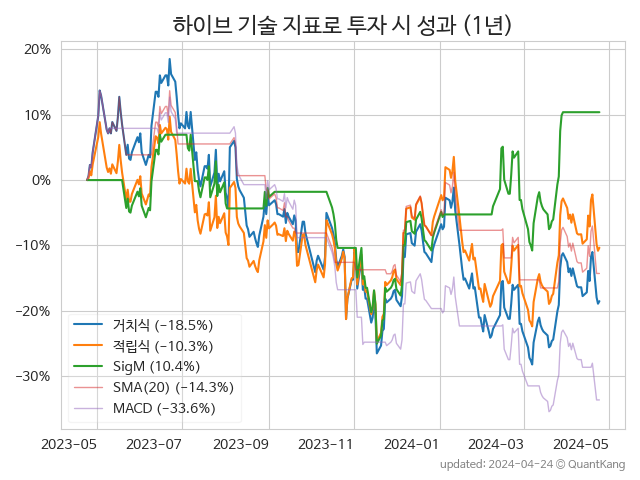 하이브 기술 지표로 투자 시 성과 (1년)
20%
10%
0%
−10%
−20%
−30%
거치식 (−18.5%)
적립식 (−10.3%)
SigM (10.4%)
SMA(20) (−14.3%)
MACD (−33.6%)
2023−05 2023−07 2023−09 2023−11 2024−01 2024−03 2024−05
updated: 2024−04−24 ⓒ QuantKang